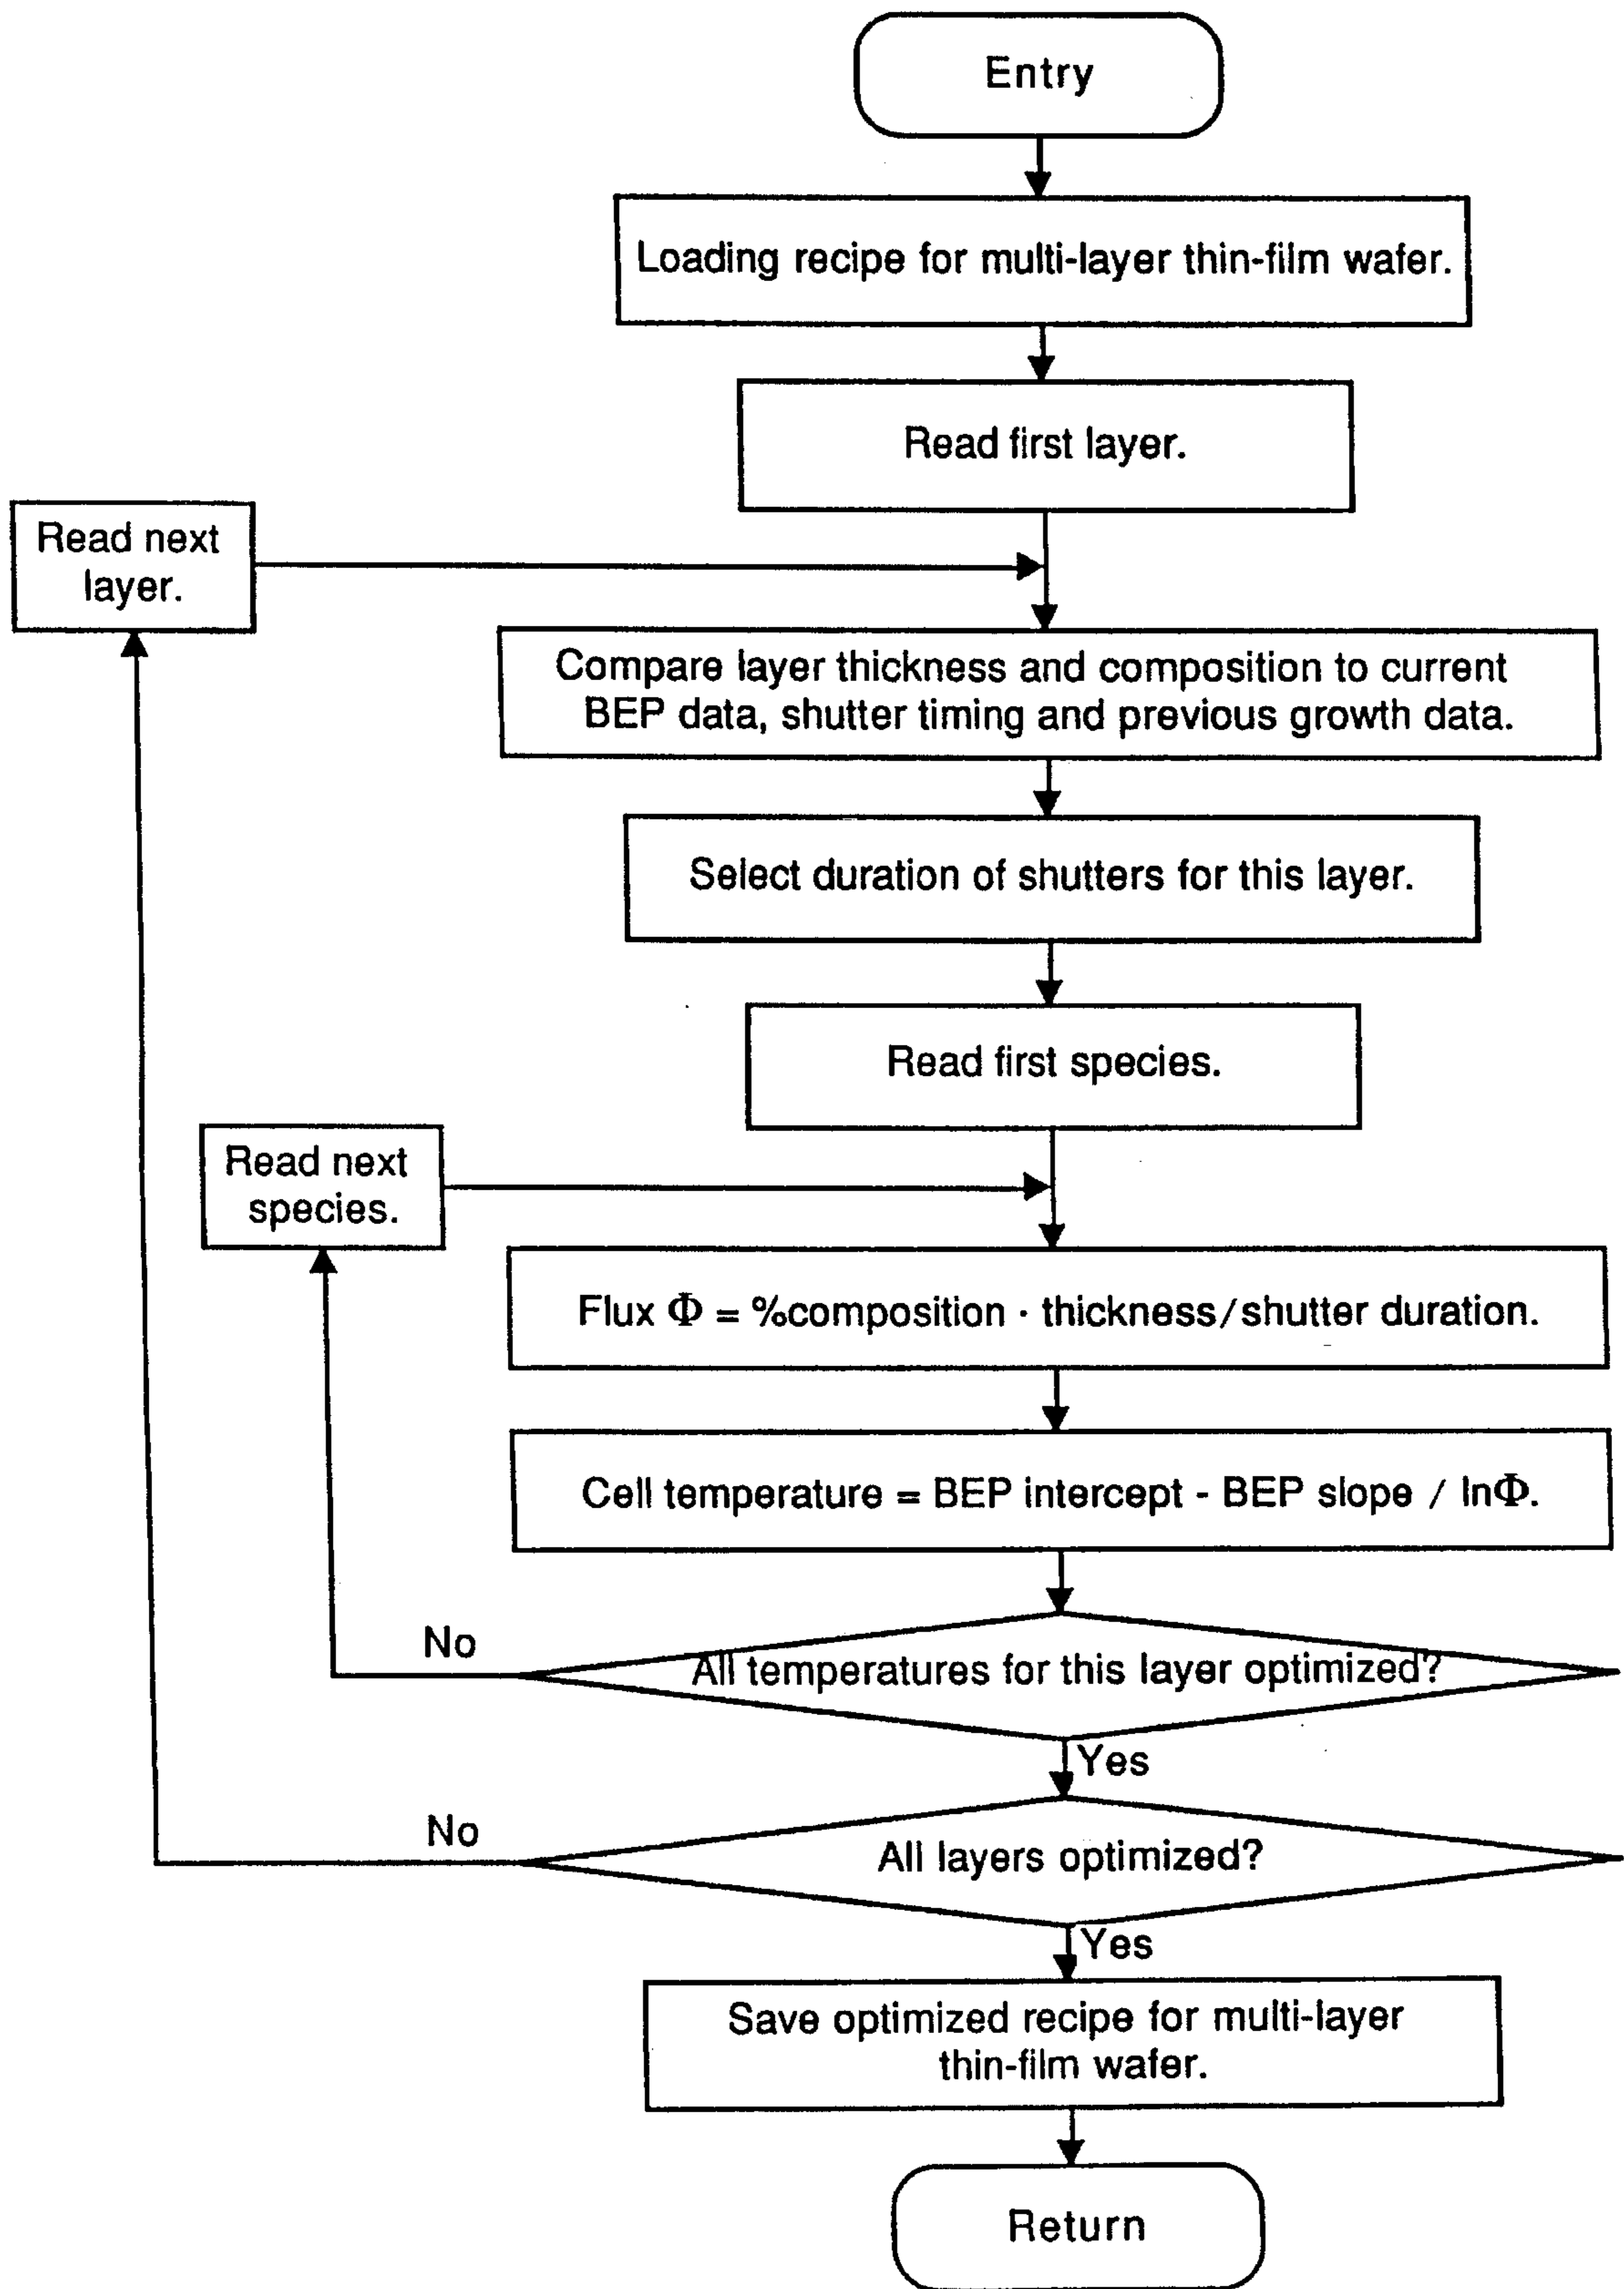 Entry
Loading recipe for multi-layer thin-film wafer.
Read first layer.
Read next
layer.
Compare layer thickness and composition to current
BEP data, shutter timing and previous growth data.
Select duration of shutters for this layer.
Read first species.
Read next
species.
Flux Φ = %composition · thickness/shutter duration.
Cell temperature = BEP intercept - BEP slope / lnΦ.
No
All temperatures for this layer optimized?
Yes
No
All layers optimized?
Yes
Save optimized recipe for multi-layer
thin-film wafer.
Return